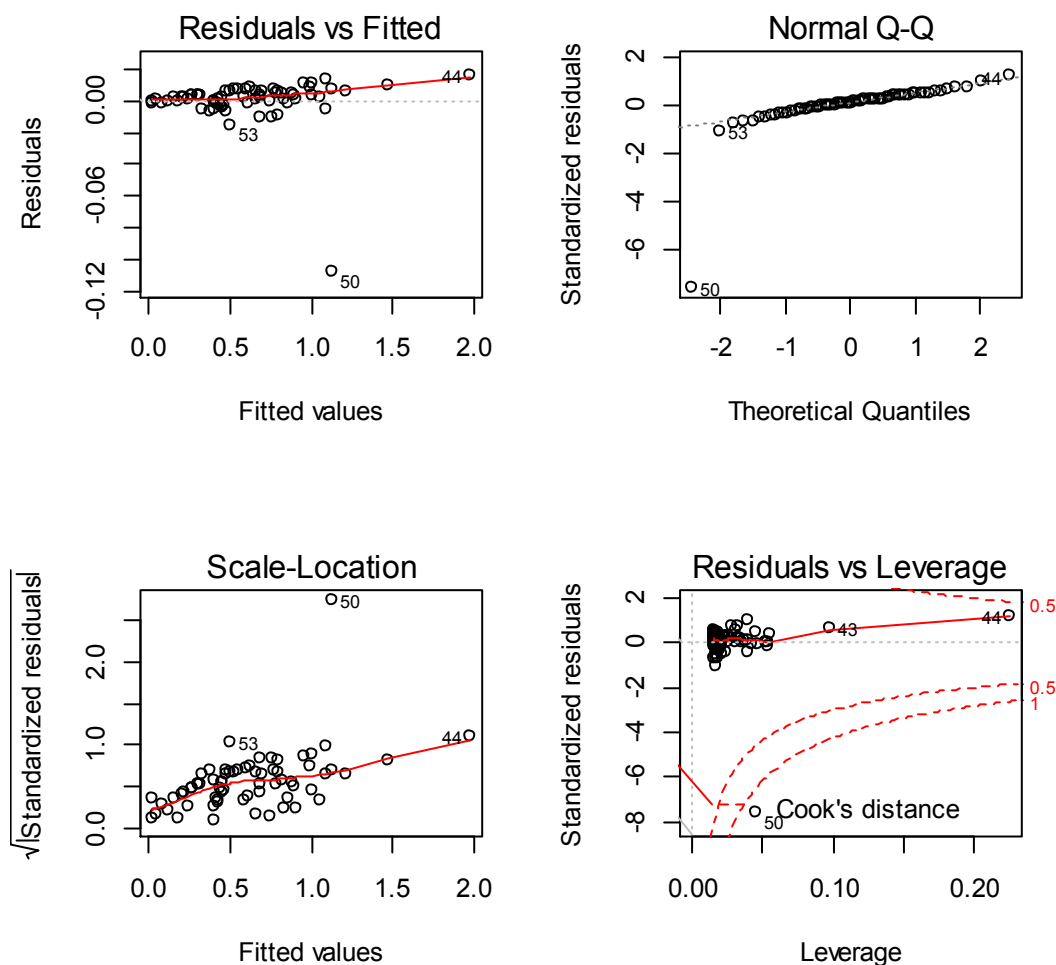 Residuals vs Fitted
Residuals
0.00
-0.06
-0.12
44
53
50
0.0 0.5 1.0 1.5 2.0
Fitted values
Normal Q-Q
Standardized residuals
2
0
-2
-4
-6
44
53
50
-2 -1 0 1 2
Theoretical Quantiles
Scale-Location
√|Standardized residuals|
2.0
1.0
0.0
50
53
44
0.0 0.5 1.0 1.5 2.0
Fitted values
Residuals vs Leverage
Standardized residuals
2
0
-2
-4
-6
-8
0.5
44
43
0.5
1
50
Cook's distance
0.00 0.10 0.20
Leverage